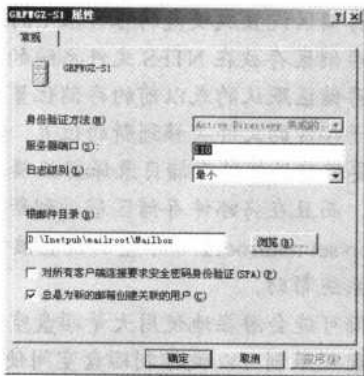 GRFWGZ-S1 属性
常规
GRFWGZ-S1
身份验证方法(M)
Active Directory 集成的
服务器端口(S):
110
日志级别(L):
最小
根邮件目录(R)
D \Inetpub\mailroot\Mailbox
浏览(B)
对所有客户端连接要求安全密码身份验证(SPA)(P)
总是为新的邮箱创建关联的用户(C)
确定
取消
应用(A)